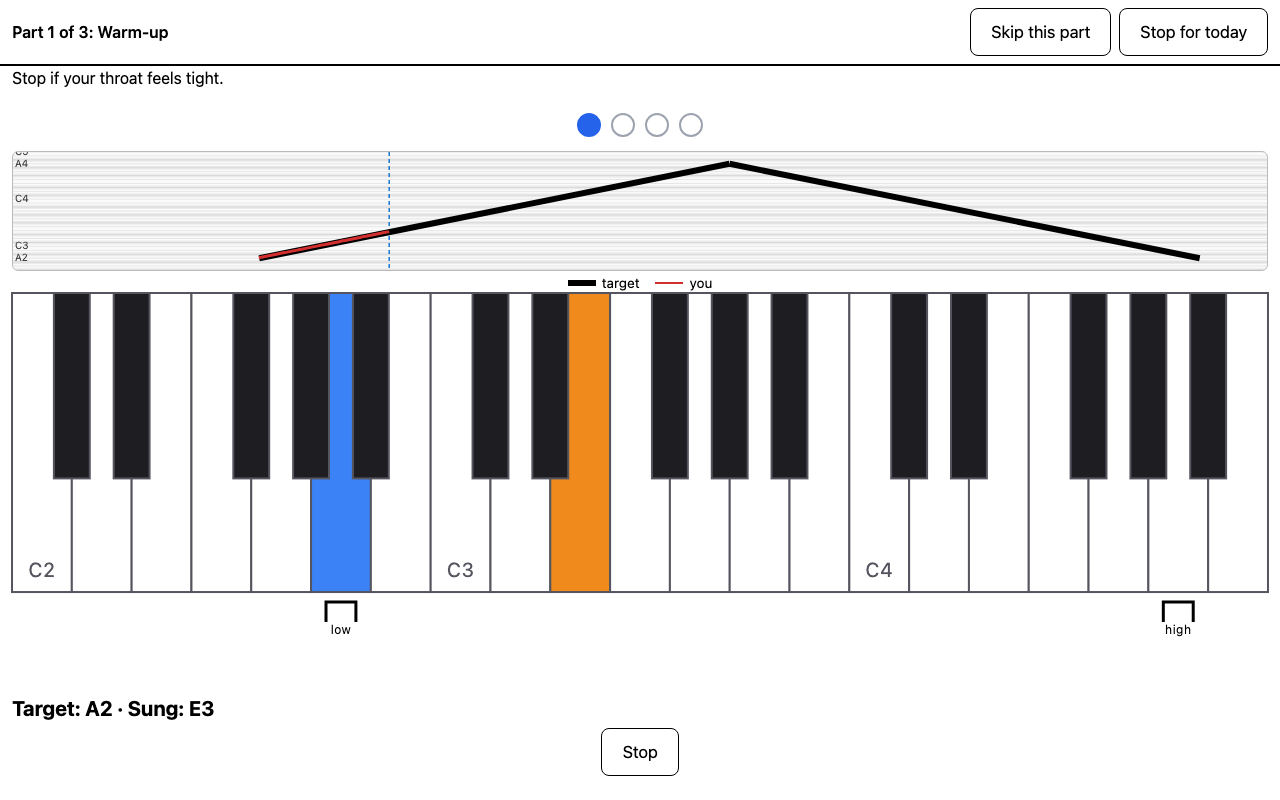 Part 1 of 3: Warm-up
Skip this part
Stop for today
Stop if your throat feels tight.
A4
C4
C3
A2
target
you
C2
C3
C4
low
high
Target: A2 · Sung: E3
Stop